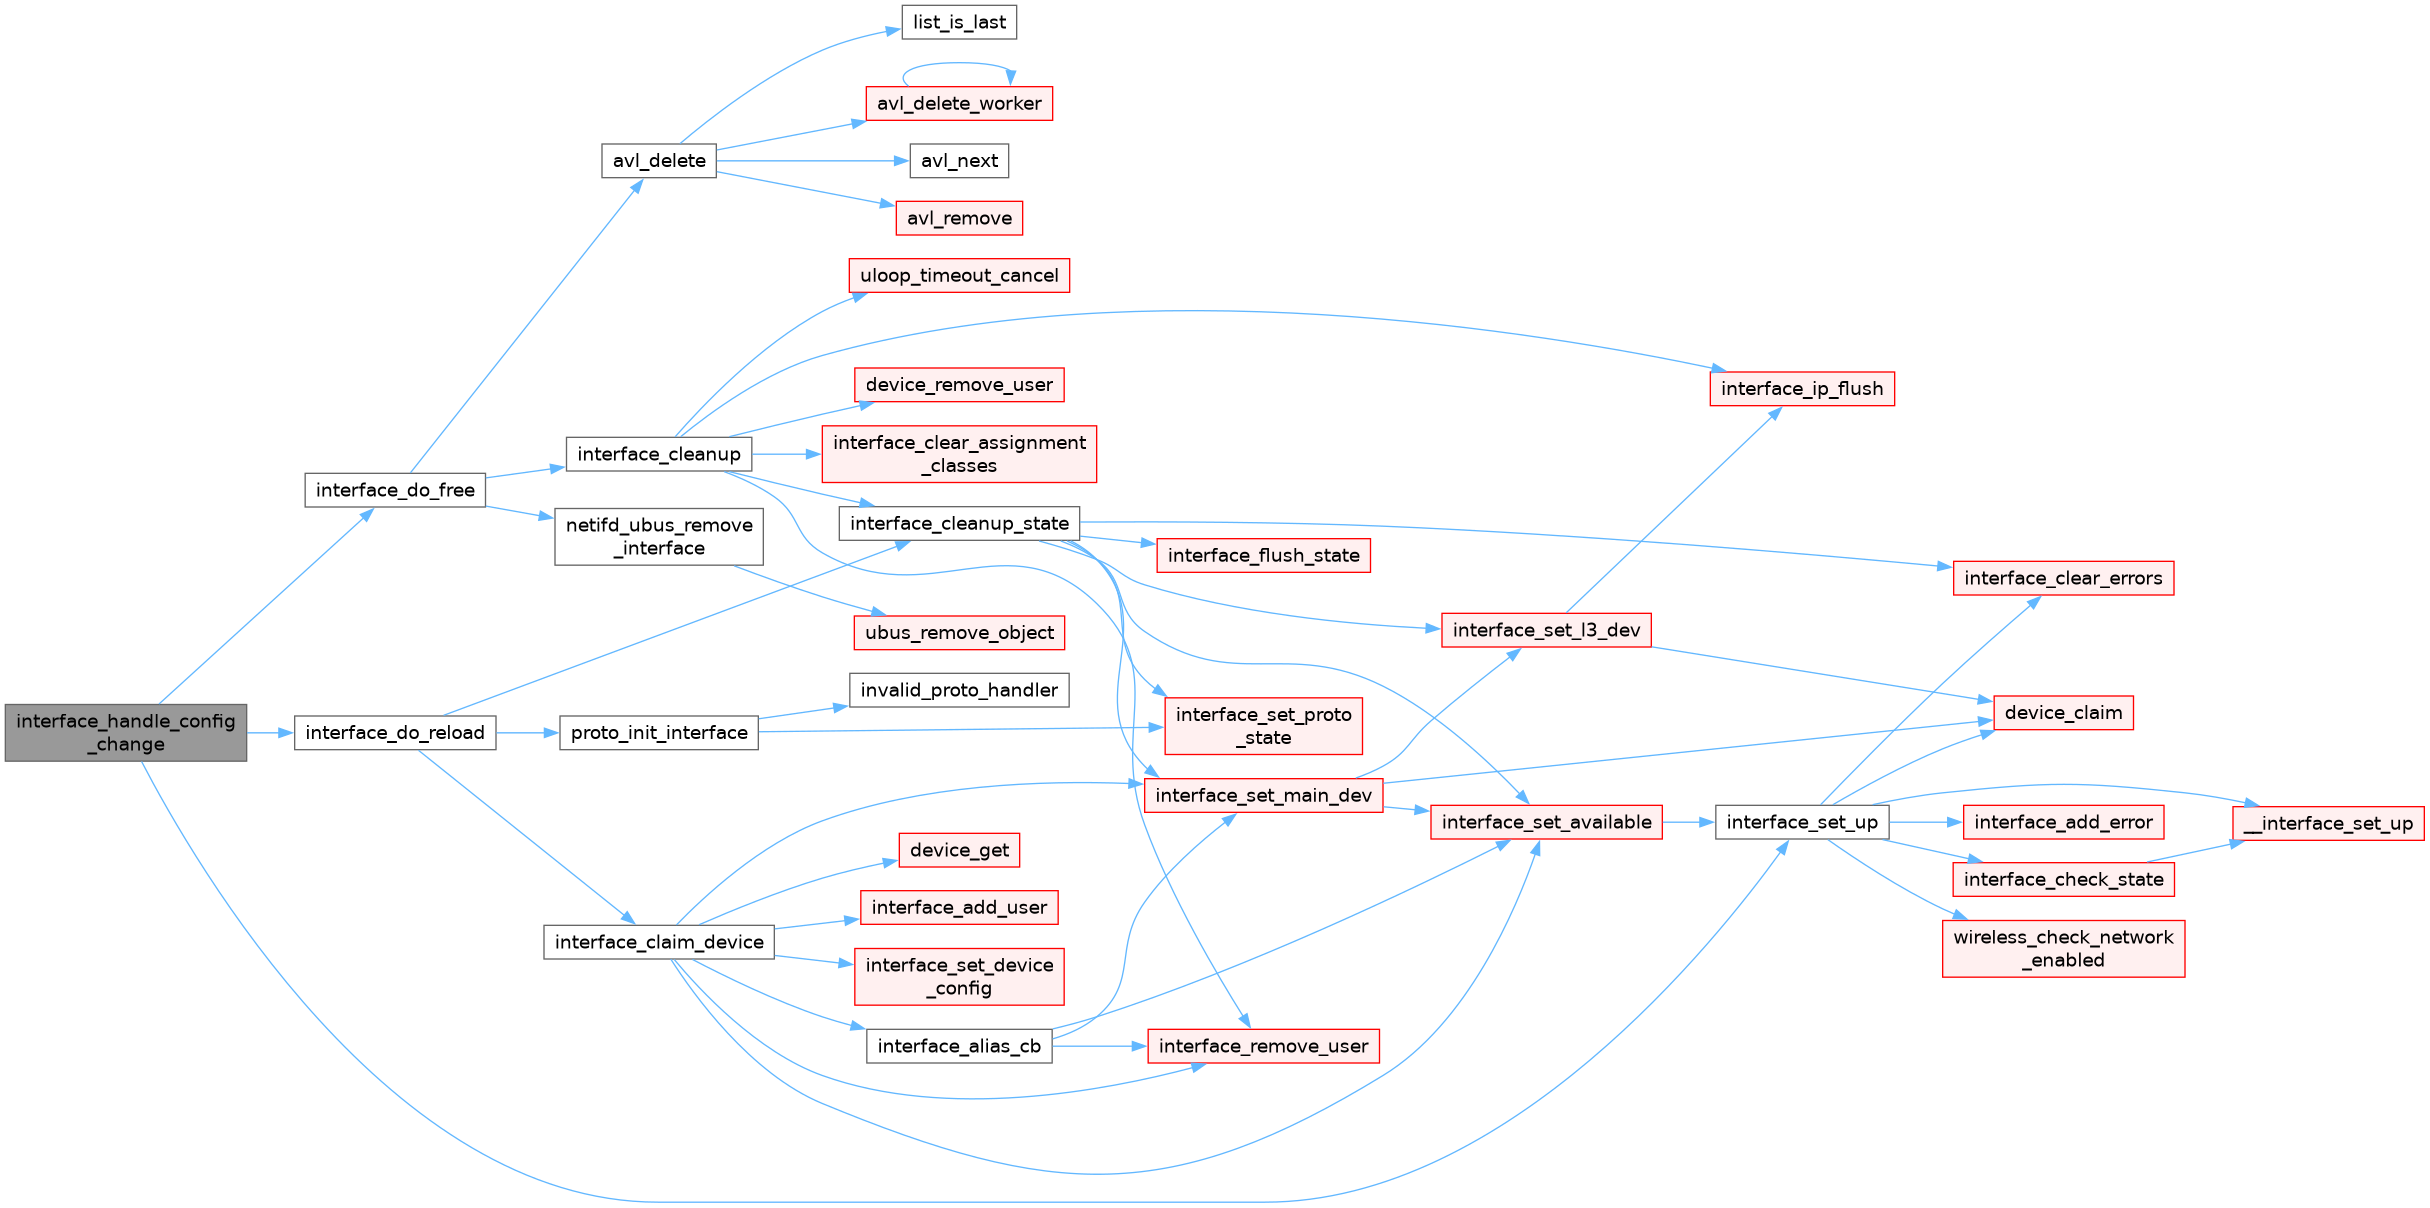 list_is_last
avl_delete_worker
avl_delete
avl_next
avl_remove
uloop_timeout_cancel
device_remove_user
interface_ip_flush
interface_cleanup
interface_clear_assignment
_classes
interface_do_free
netifd_ubus_remove
_interface
interface_cleanup_state
interface_flush_state
interface_clear_errors
ubus_remove_object
interface_set_l3_dev
invalid_proto_handler
interface_handle_config
_change
interface_do_reload
proto_init_interface
interface_set_proto
_state
device_claim
interface_set_main_dev
interface_set_available
interface_set_up
interface_add_error
__interface_set_up
device_get
interface_check_state
interface_add_user
interface_claim_device
wireless_check_network
_enabled
interface_set_device
_config
interface_alias_cb
interface_remove_user